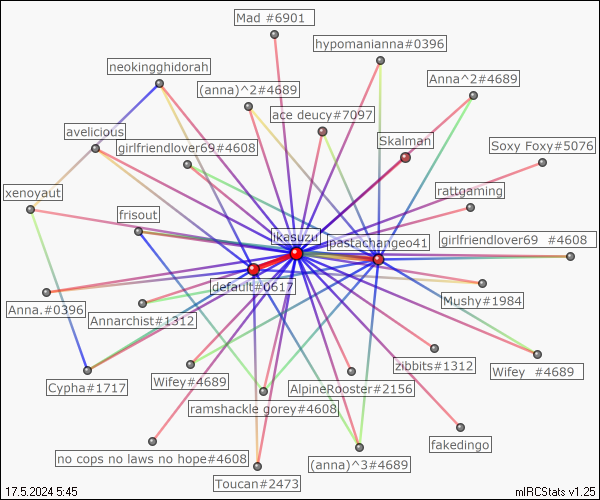 Mad #6901
hypomanianna#0396
neokingghidorah
Anna^2#4689
(anna)^2#4689
ace deucy#7097
avelicious
Skalman
girlfriendlover69#4608
Soxy Foxy#5076
xenoyaut
rattgaming
frisout
ikasuzu
pastachangeo41
girlfriendlover69 #4608
default#0617
Mushy#1984
Anna.#0396
Annarchist#1312
zibbits#1312
Wifey #4689
Cypha#1717
Wifey#4689
AlpineRooster#2156
ramshackle gorey#4608
fakedingo
no cops no laws no hope#4608
(anna)^3#4689
Toucan#2473
17.5.2024 5:45
mIRCStats v1.25